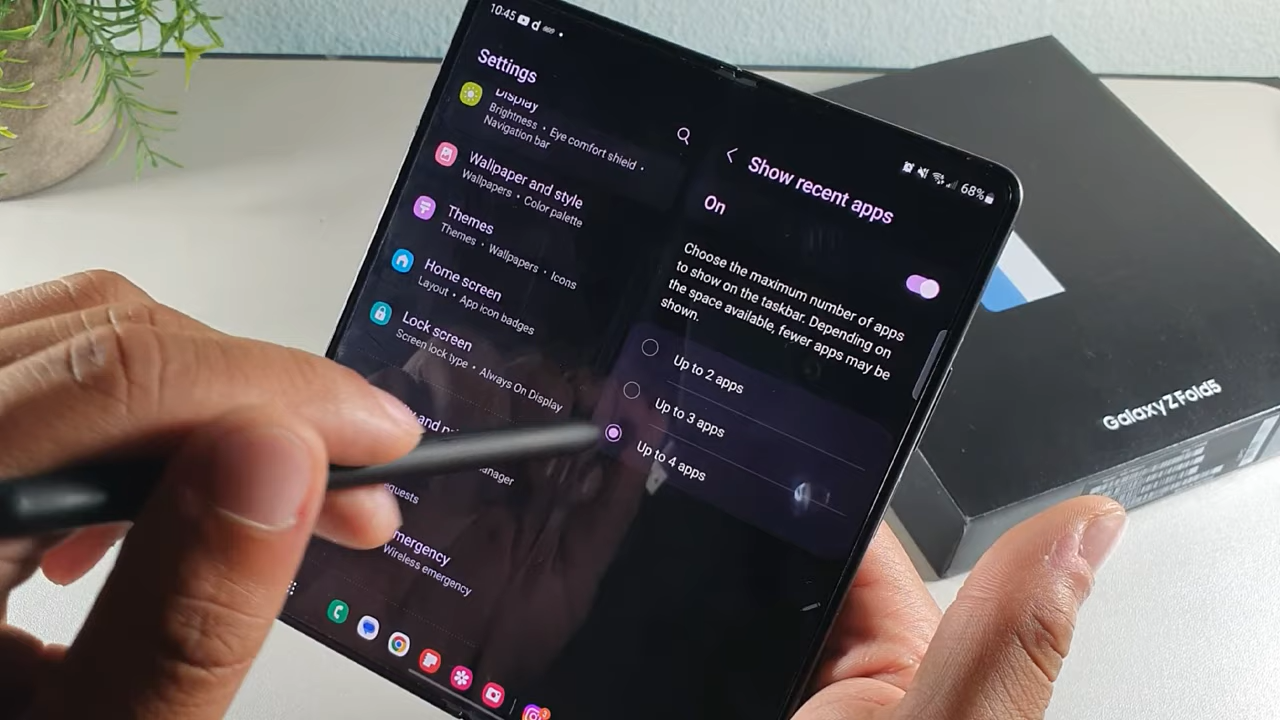 10:45
Settings
Display
Brightness • Eye comfort shield •
Navigation bar
Wallpaper and style
Wallpapers • Color palette
Themes
Themes • Wallpapers • Icons
Home screen
Layout • App icon badges
Lock screen
Screen lock type • Always On Display
mergency
Wireless emergency
68%
Show recent apps
On
Choose the maximum number of apps
to show on the taskbar. Depending on
the space available, fewer apps may be
shown.
Up to 2 apps
Up to 3 apps
Up to 4 apps
Galaxy Z Fold5